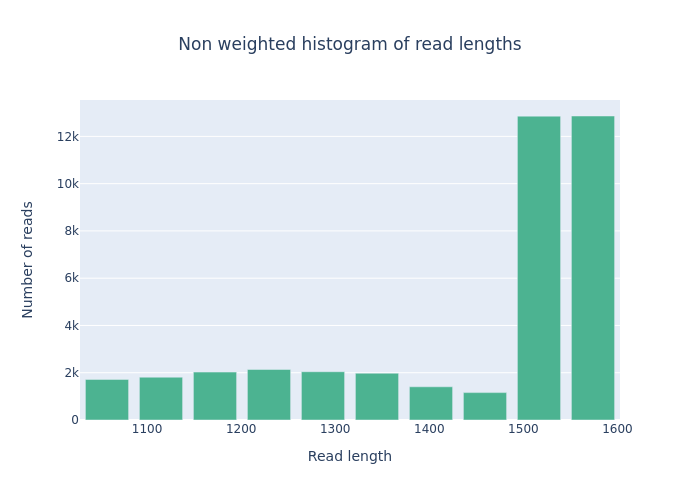 Non weighted histogram of read lengths
Number of reads
12k
10k
8k
6k
4k
2k
0
1100 1200 1300 1400 1500 1600
Read length